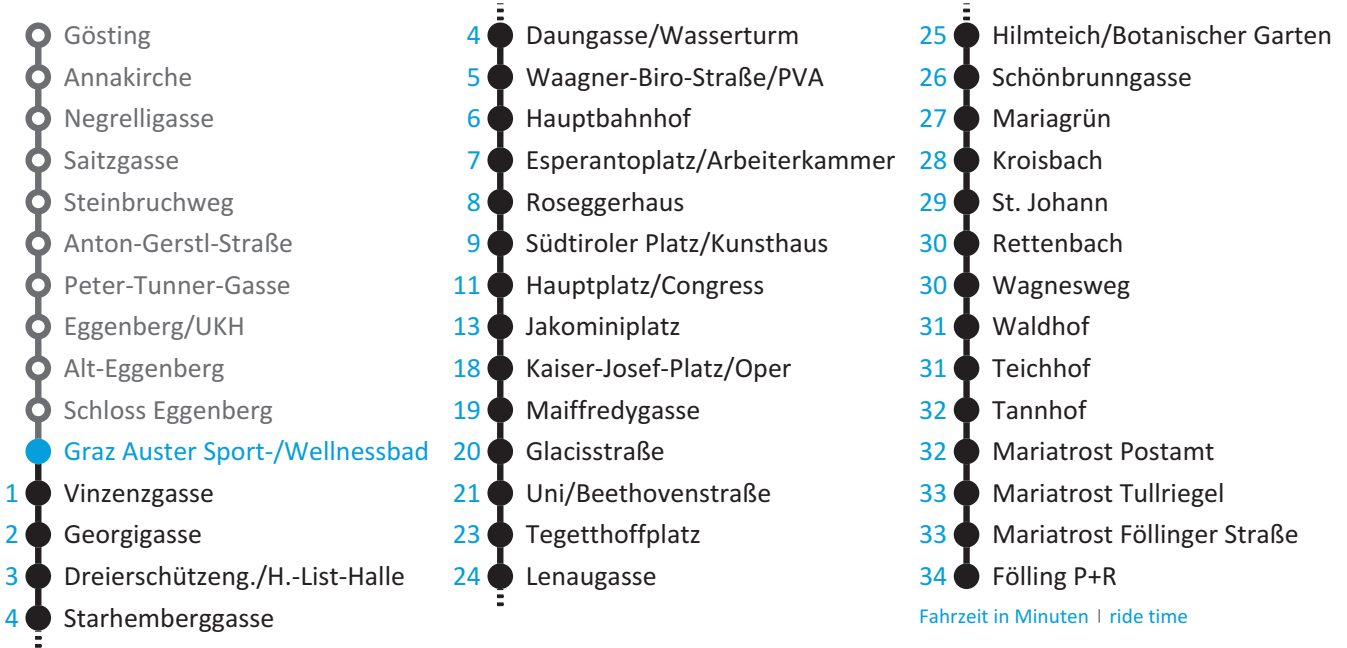 Gösting
Annakirche
Negrelligasse
Saitzgasse
Steinbruchweg
Anton-Gerstl-Straße
Peter-Tunner-Gasse
Eggenberg/UKH
Alt-Eggenberg
Schloss Eggenberg
Graz Auster Sport-/Wellnessbad
1 Vinzenzgasse
2 Georgigasse
3 Dreierschützeng./H.-List-Halle
4 Starhemberggasse
4 Daungasse/Wasserturm
5 Waagner-Biro-Straße/PVA
6 Hauptbahnhof
7 Esperantoplatz/Arbeiterkammer
8 Roseggerhaus
9 Südtiroler Platz/Kunsthaus
11 Hauptplatz/Congress
13 Jakominiplatz
18 Kaiser-Josef-Platz/Oper
19 Maiffredygasse
20 Glacisstraße
21 Uni/Beethovenstraße
23 Tegetthoffplatz
24 Lenaugasse
25 Hilmteich/Botanischer Garten
26 Schönbrunngasse
27 Mariagrün
28 Kroisbach
29 St. Johann
30 Rettenbach
30 Wagnesweg
31 Waldhof
31 Teichhof
32 Tannhof
32 Mariatrost Postamt
33 Mariatrost Tullriegel
33 Mariatrost Föllinger Straße
34 Fölling P+R
Fahrzeit in Minuten | ride time